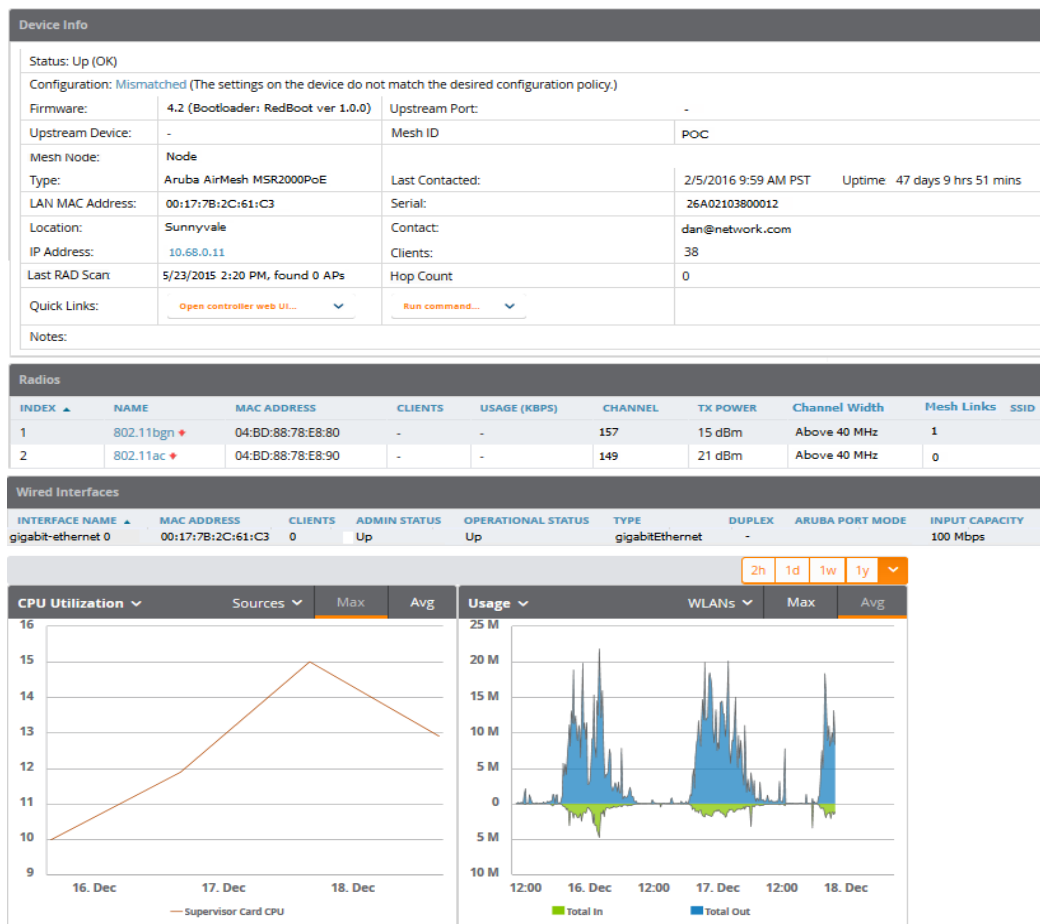 Device Info
Status: Up (OK)
Configuration: Mismatched (The settings on the device do not match the desired configuration policy.)
Firmware: 4.2 (Bootloader: RedBoot ver 1.0.0) Upstream Port: -
Upstream Device: - Mesh ID POC
Mesh Node: Node
Type: Aruba AirMesh MSR2000PoE Last Contacted: 2/5/2016 9:59 AM PST Uptime 47 days 9 hrs 51 mins
LAN MAC Address: 00:17:7B:2C:61:C3 Serial: 26A02103800012
Location: Sunnyvale Contact: dan@network.com
IP Address: 10.68.0.11 Clients: 38
Last RAD Scan 5/23/2015 2:20 PM, found 0 APs Hop Count 0
Quick Links: Open controller web UI... Run command...
Notes:
Radios
INDEX NAME MAC ADDRESS CLIENTS USAGE (KBPS) CHANNEL TX POWER Channel Width Mesh Links SSID
1 802.11bgn 04:BD:88:78:E8:80 - - 157 15 dBm Above 40 MHz 1
2 802.11ac 04:BD:88:78:E8:90 - - 149 21 dBm Above 40 MHz 0
Wired Interfaces
INTERFACE NAME MAC ADDRESS CLIENTS ADMIN STATUS OPERATIONAL STATUS TYPE DUPLEX ARUBA PORT MODE INPUT CAPACITY
gigabit-ethernet 0 00:17:7B:2C:61:C3 0 Up Up gigabitEthernet - 100 Mbps
2h 1d 1w 1y
CPU Utilization Sources Max Avg
16
15
14
13
12
11
10
9
16. Dec 17. Dec 18. Dec
Supervisor Card CPU
Usage WLANs Max Avg
25 M
20 M
15 M
10 M
5 M
0
5 M
10 M
12:00 16. Dec 12:00 17. Dec 12:00 18. Dec
Total In Total Out